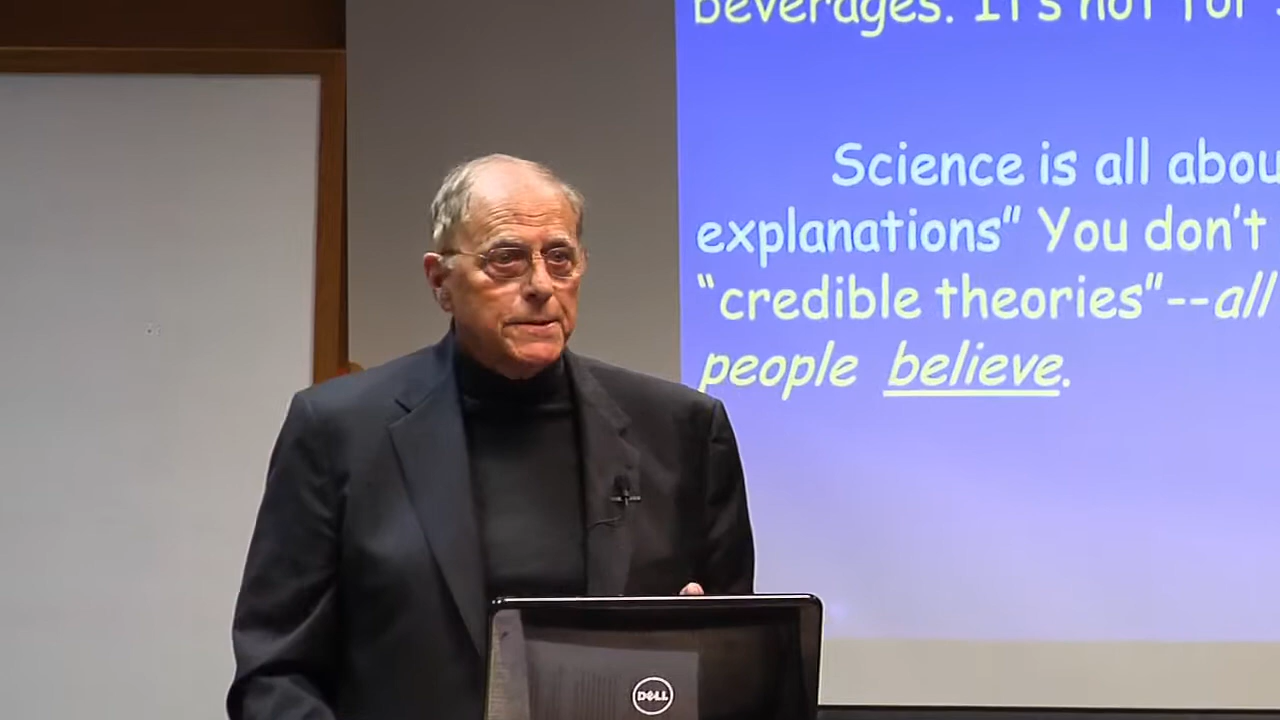 beverages. It's not for
Science is all abou
explanations" You don't
"credible theories"--all
people believe.
DELL